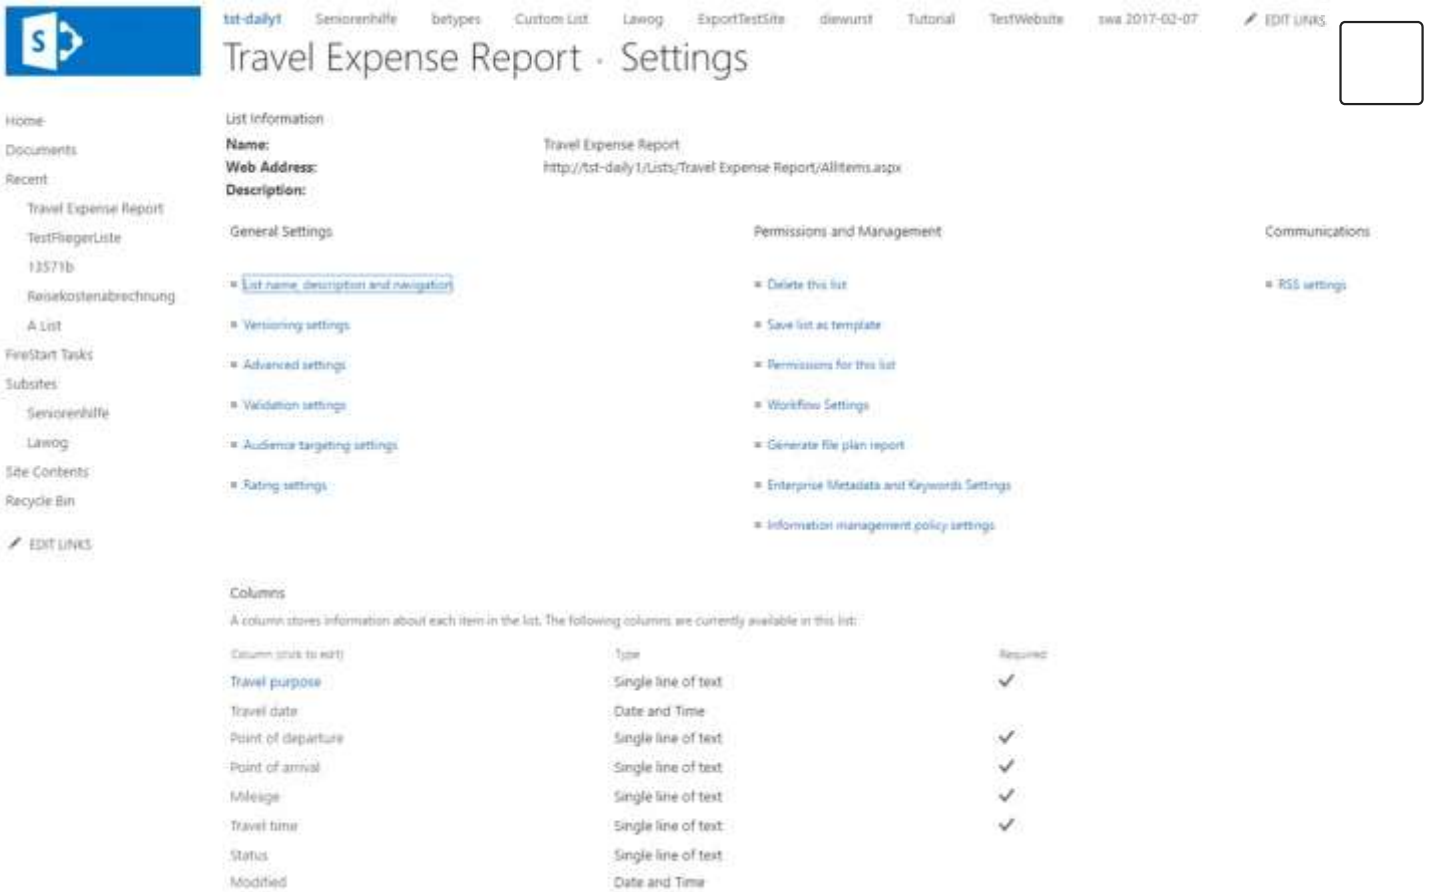 S
tst-daily1 Seniorenhilfe betypes Custom List Lawog ExportTestSite diewurst Tutorial TestWebsite swa 2017-02-07 EDIT LINKS
Travel Expense Report · Settings
Home
Documents
Recent
Travel Expense Report
TestFliegerListe
13571b
Reisekostenabrechnung
A List
FireStart Tasks
Subsites
Seniorenhilfe
Lawog
Site Contents
Recycle Bin
EDIT LINKS
List Information
Name: Travel Expense Report
Web Address: http://tst-daily1/Lists/Travel Expense Report/AllItems.aspx
Description:
General Settings Permissions and Management Communications
List name, description and navigation Delete this list RSS settings
Versioning settings Save list as template
Advanced settings Permissions for this list
Validation settings Workflow Settings
Audience targeting settings Generate file plan report
Rating settings Enterprise Metadata and Keywords Settings
Information management policy settings
Columns
A column stores information about each item in the list. The following columns are currently available in this list:
Column (click to edit) Type Required
Travel purpose Single line of text ✓
Travel date Date and Time
Point of departure Single line of text ✓
Point of arrival Single line of text ✓
Mileage Single line of text ✓
Travel time Single line of text ✓
Status Single line of text
Modified Date and Time